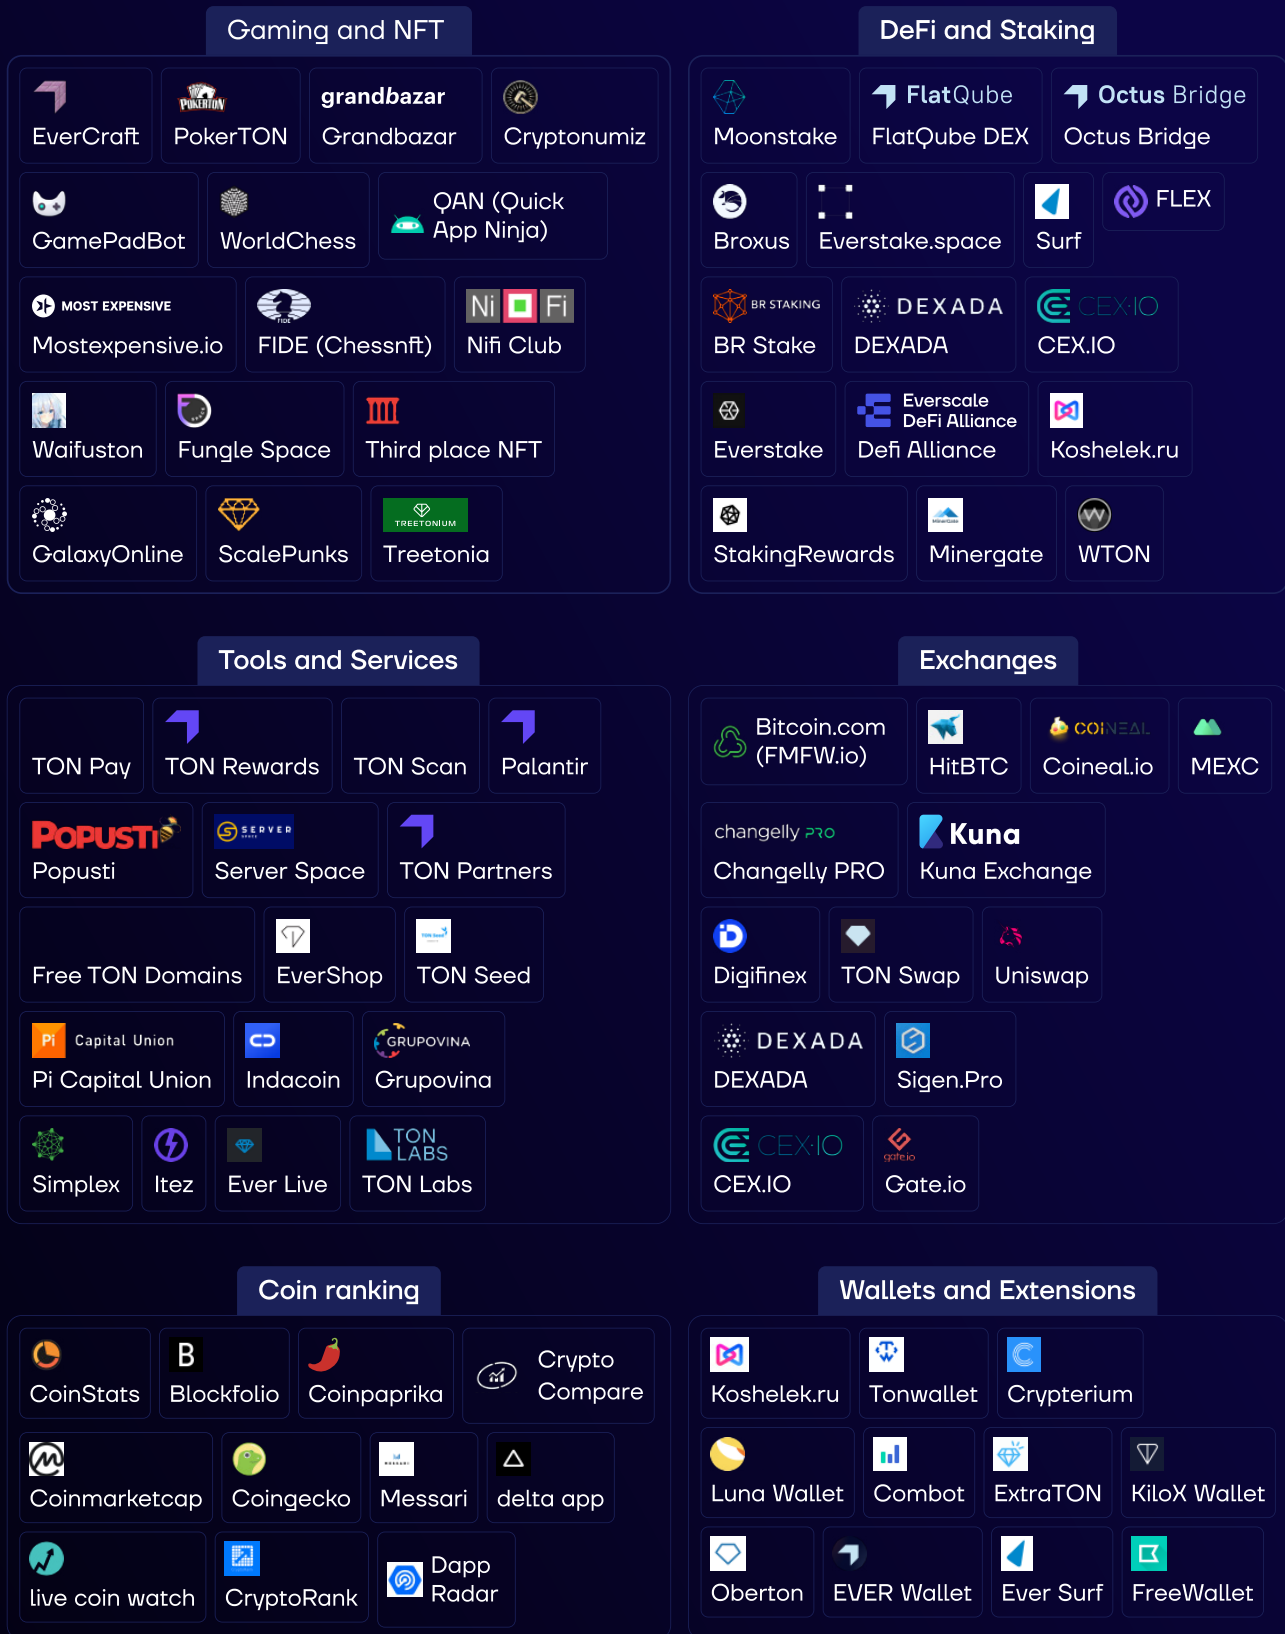 Gaming and NFT
EverCraft
POKERTON
PokerTON
grandbazar
Grandbazar
Cryptonumiz
GamePadBot
WorldChess
QAN (Quick
App Ninja)
MOST EXPENSIVE
Mostexpensive.io
FIDE
FIDE (Chessnft)
Ni Fi
Nifi Club
Waifuston
Fungle Space
Third place NFT
GalaxyOnline
ScalePunks
TREETONIUM
Treetonia
DeFi and Staking
Moonstake
FlatQube
FlatQube DEX
Octus Bridge
Octus Bridge
Broxus
Everstake.space
Surf
FLEX
BR STAKING
BR Stake
DEXADA
DEXADA
CEX·IO
CEX.IO
Everstake
Everscale
DeFi Alliance
Defi Alliance
Koshelek.ru
StakingRewards
MinerGate
Minergate
WTON
Tools and Services
TON Pay
TON Rewards
TON Scan
Palantir
POPUSTI
Popusti
SERVER
SPACE
Server Space
TON Partners
Free TON Domains
EverShop
TON Seed
TON Seed
Pi Capital Union
Pi Capital Union
Indacoin
GRUPOVINA
Grupovina
Simplex
Itez
Ever Live
TON
LABS
TON Labs
Exchanges
Bitcoin.com
(FMFW.io)
HitBTC
COINEAL
Coineal.io
MEXC
changelly PRO
Changelly PRO
Kuna
Kuna Exchange
Digifinex
TON Swap
Uniswap
DEXADA
DEXADA
Sigen.Pro
CEX·IO
CEX.IO
gate.io
Gate.io
Coin ranking
CoinStats
B
Blockfolio
Coinpaprika
Crypto
Compare
Coinmarketcap
Coingecko
MESSARI
Messari
delta app
live coin watch
CryptoRank
Dapp
Radar
Wallets and Extensions
Koshelek.ru
TW
Tonwallet
Crypterium
Luna Wallet
Combot
ExtraTON
KiloX Wallet
Oberton
EVER Wallet
Ever Surf
FreeWallet